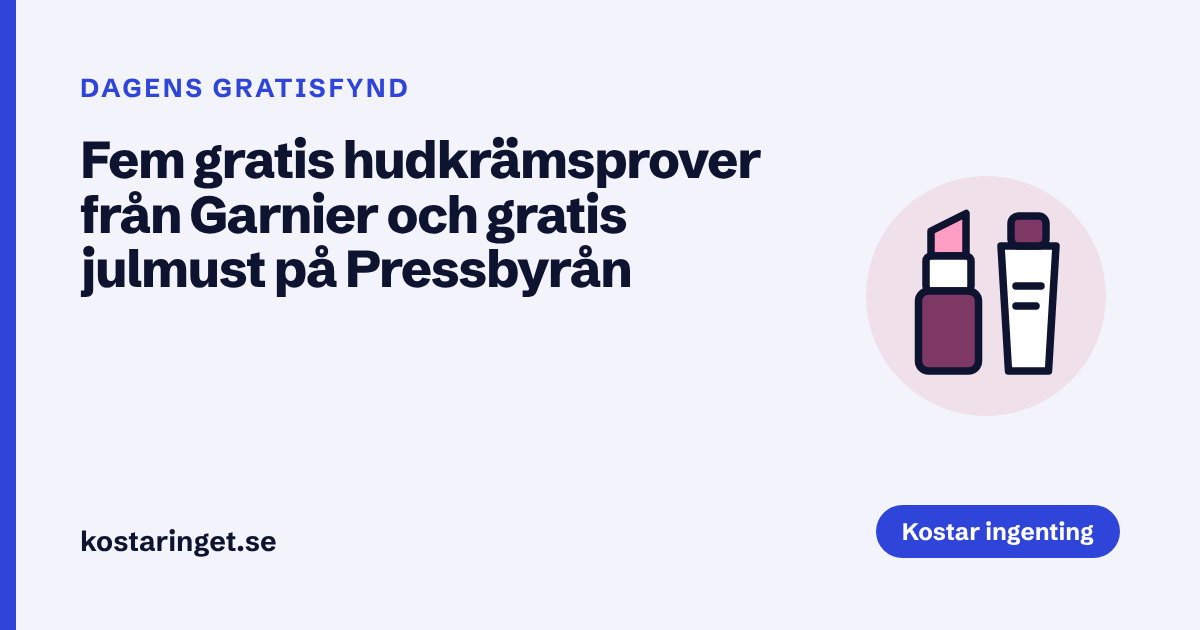 DAGENS GRATISFYND
Fem gratis hudkrämsprover
från Garnier och gratis
julmust på Pressbyrån
kostaringet.se
Kostar ingenting